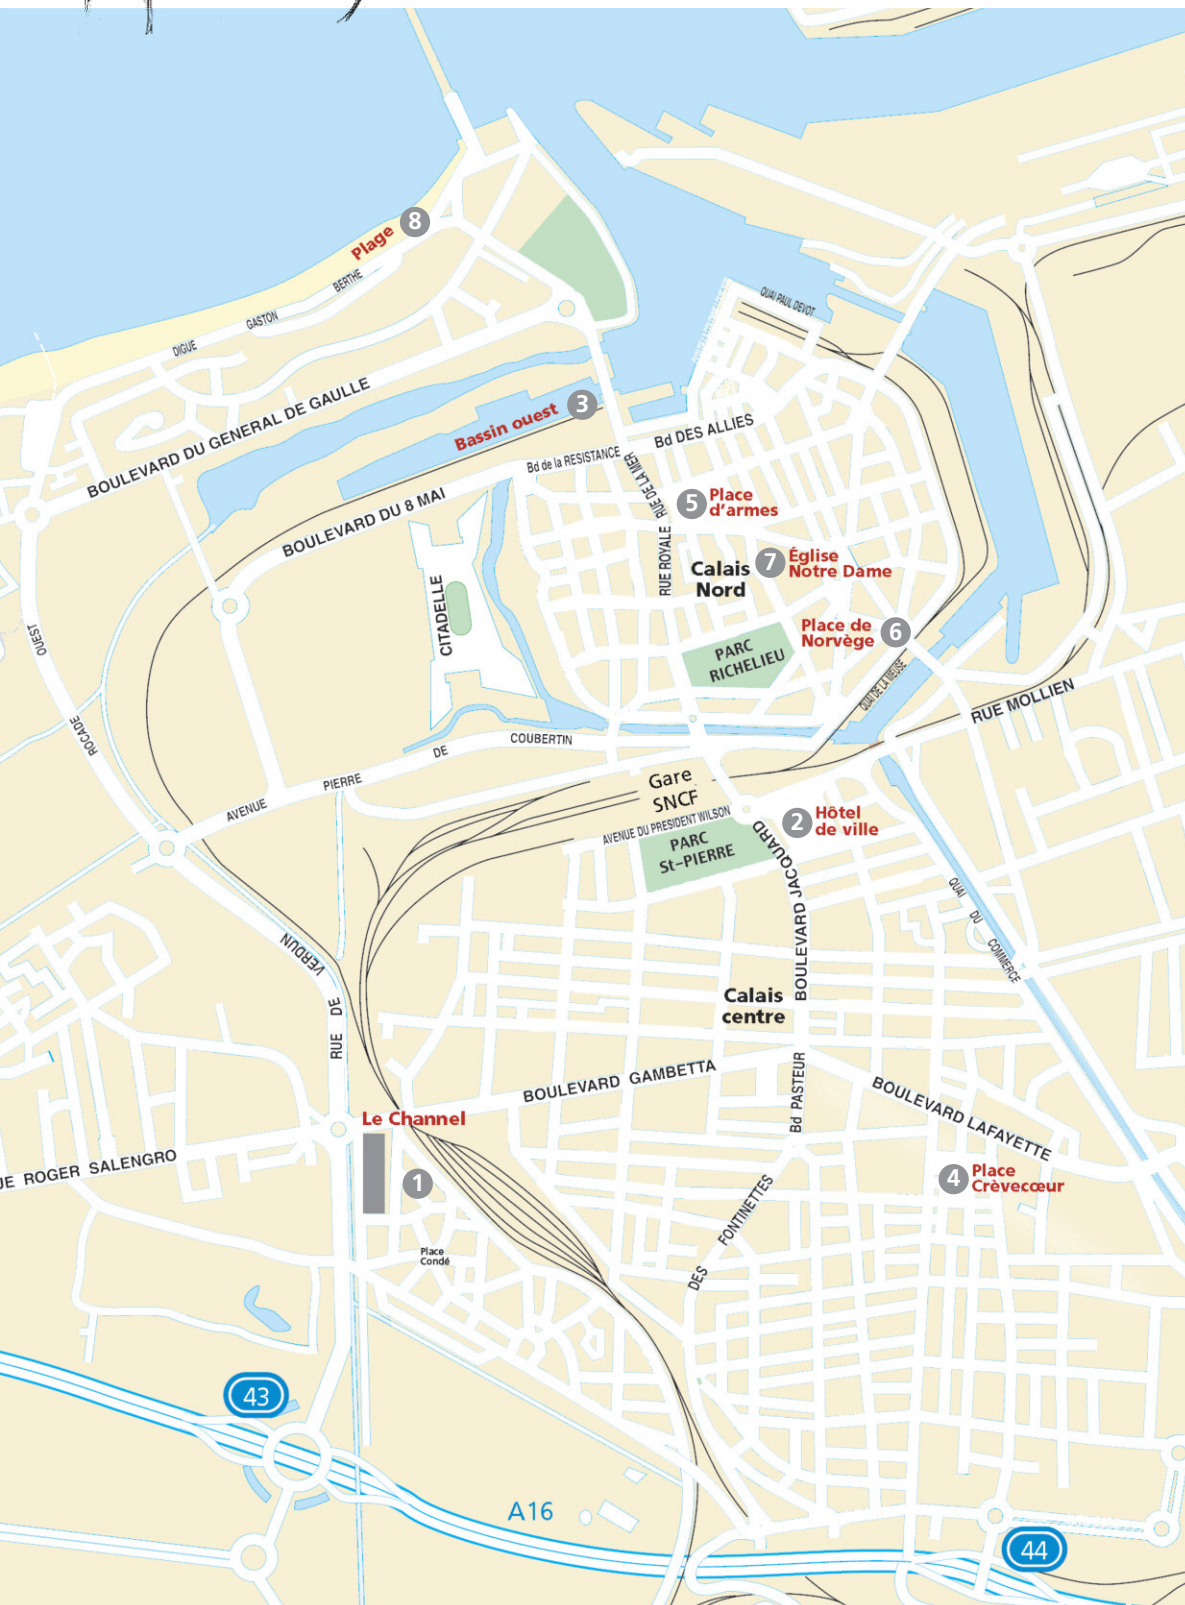 8
Plage
QUAI PAUL DEVOT
DIGUE GASTON BERTHE
BOULEVARD DU GENERAL DE GAULLE
3
Bassin ouest
Bd DES ALLIES
Bd de la RESISTANCE
RUE DE LA MER
BOULEVARD DU 8 MAI
5
Place
d'armes
RUE ROYALE
Calais
Nord
7
Église
Notre Dame
CITADELLE
Place de
Norvège
6
PARC
RICHELIEU
QUAI DE LA MEUSE
ROCADE OUEST
RUE MOLLIEN
AVENUE PIERRE DE COUBERTIN
Gare
SNCF
AVENUE DU PRESIDENT WILSON
2
Hôtel
de ville
PARC
St-PIERRE
BOULEVARD JACQUARD
QUAI DU COMMERCE
RUE DE VERDUN
Calais
centre
BOULEVARD GAMBETTA
Bd PASTEUR
BOULEVARD LAFAYETTE
Le Channel
UE ROGER SALENGRO
1
4
Place
Crèvecœur
DES FONTINETTES
Place
Condé
43
A16
44